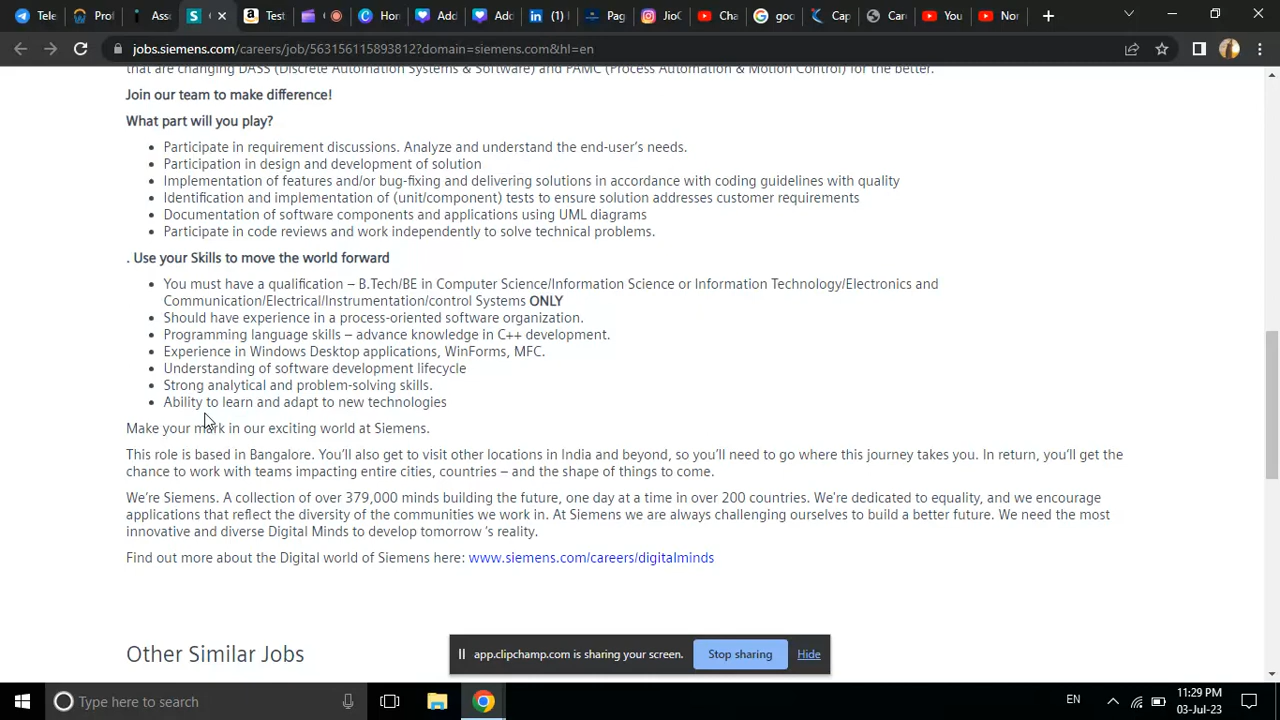 Tele
Prof
Ass
C
Test
Hor
Add
Add
(1)
Pag
JioC
Cha
goo
Cap
Care
You
Nor
jobs.siemens.com/careers/job/563156115893812?domain=siemens.com&hl=en
that are changing DASS (Discrete Automation Systems & Software) and PAMC (Process Automation & Motion Control) for the better.
Join our team to make difference!
What part will you play?
• Participate in requirement discussions. Analyze and understand the end-user's needs.
• Participation in design and development of solution
• Implementation of features and/or bug-fixing and delivering solutions in accordance with coding guidelines with quality
• Identification and implementation of (unit/component) tests to ensure solution addresses customer requirements
• Documentation of software components and applications using UML diagrams
• Participate in code reviews and work independently to solve technical problems.
. Use your Skills to move the world forward
• You must have a qualification – B.Tech/BE in Computer Science/Information Science or Information Technology/Electronics and
Communication/Electrical/Instrumentation/control Systems ONLY
• Should have experience in a process-oriented software organization.
• Programming language skills – advance knowledge in C++ development.
• Experience in Windows Desktop applications, WinForms, MFC.
• Understanding of software development lifecycle
• Strong analytical and problem-solving skills.
• Ability to learn and adapt to new technologies
Make your mark in our exciting world at Siemens.
This role is based in Bangalore. You'll also get to visit other locations in India and beyond, so you'll need to go where this journey takes you. In return, you'll get the
chance to work with teams impacting entire cities, countries – and the shape of things to come.
We're Siemens. A collection of over 379,000 minds building the future, one day at a time in over 200 countries. We're dedicated to equality, and we encourage
applications that reflect the diversity of the communities we work in. At Siemens we are always challenging ourselves to build a better future. We need the most
innovative and diverse Digital Minds to develop tomorrow 's reality.
Find out more about the Digital world of Siemens here: www.siemens.com/careers/digitalminds
Other Similar Jobs
app.clipchamp.com is sharing your screen.
Stop sharing
Hide
Type here to search
EN
11:29 PM
03-Jul-23